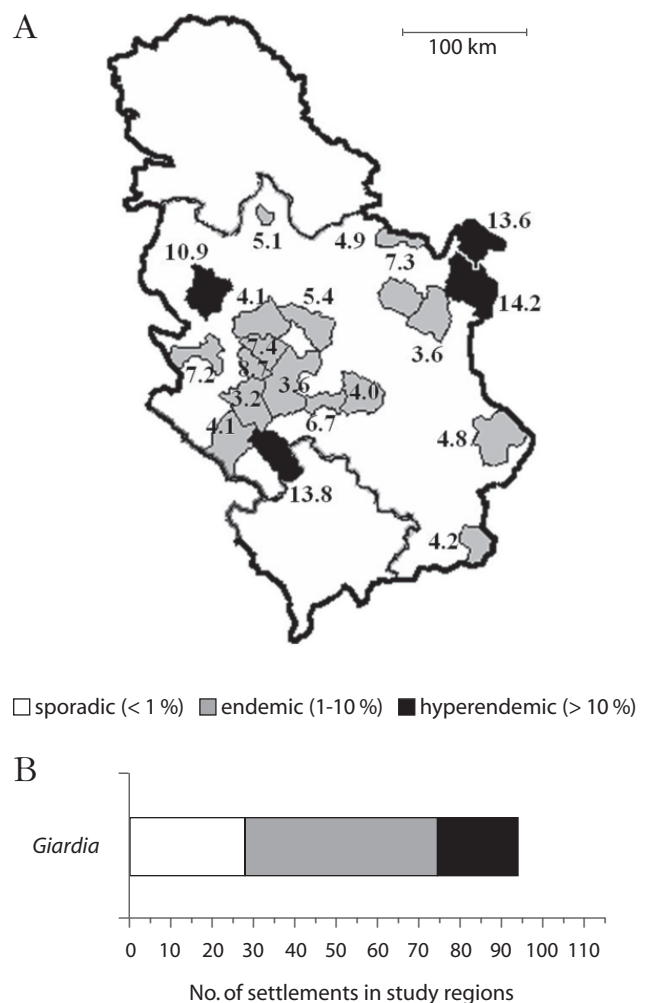 A
100 km
13.6
5.1
4.9
7.3
10.9
14.2
4.1
5.4
3.6
7.4
8.7
7.2
3.6
4.0
3.2
6.7
4.1
4.8
13.8
4.2
sporadic (< 1 %) endemic (1-10 %) hyperendemic (> 10 %)
B
Giardia
0 10 20 30 40 50 60 70 80 90 100 110
No. of settlements in study regions